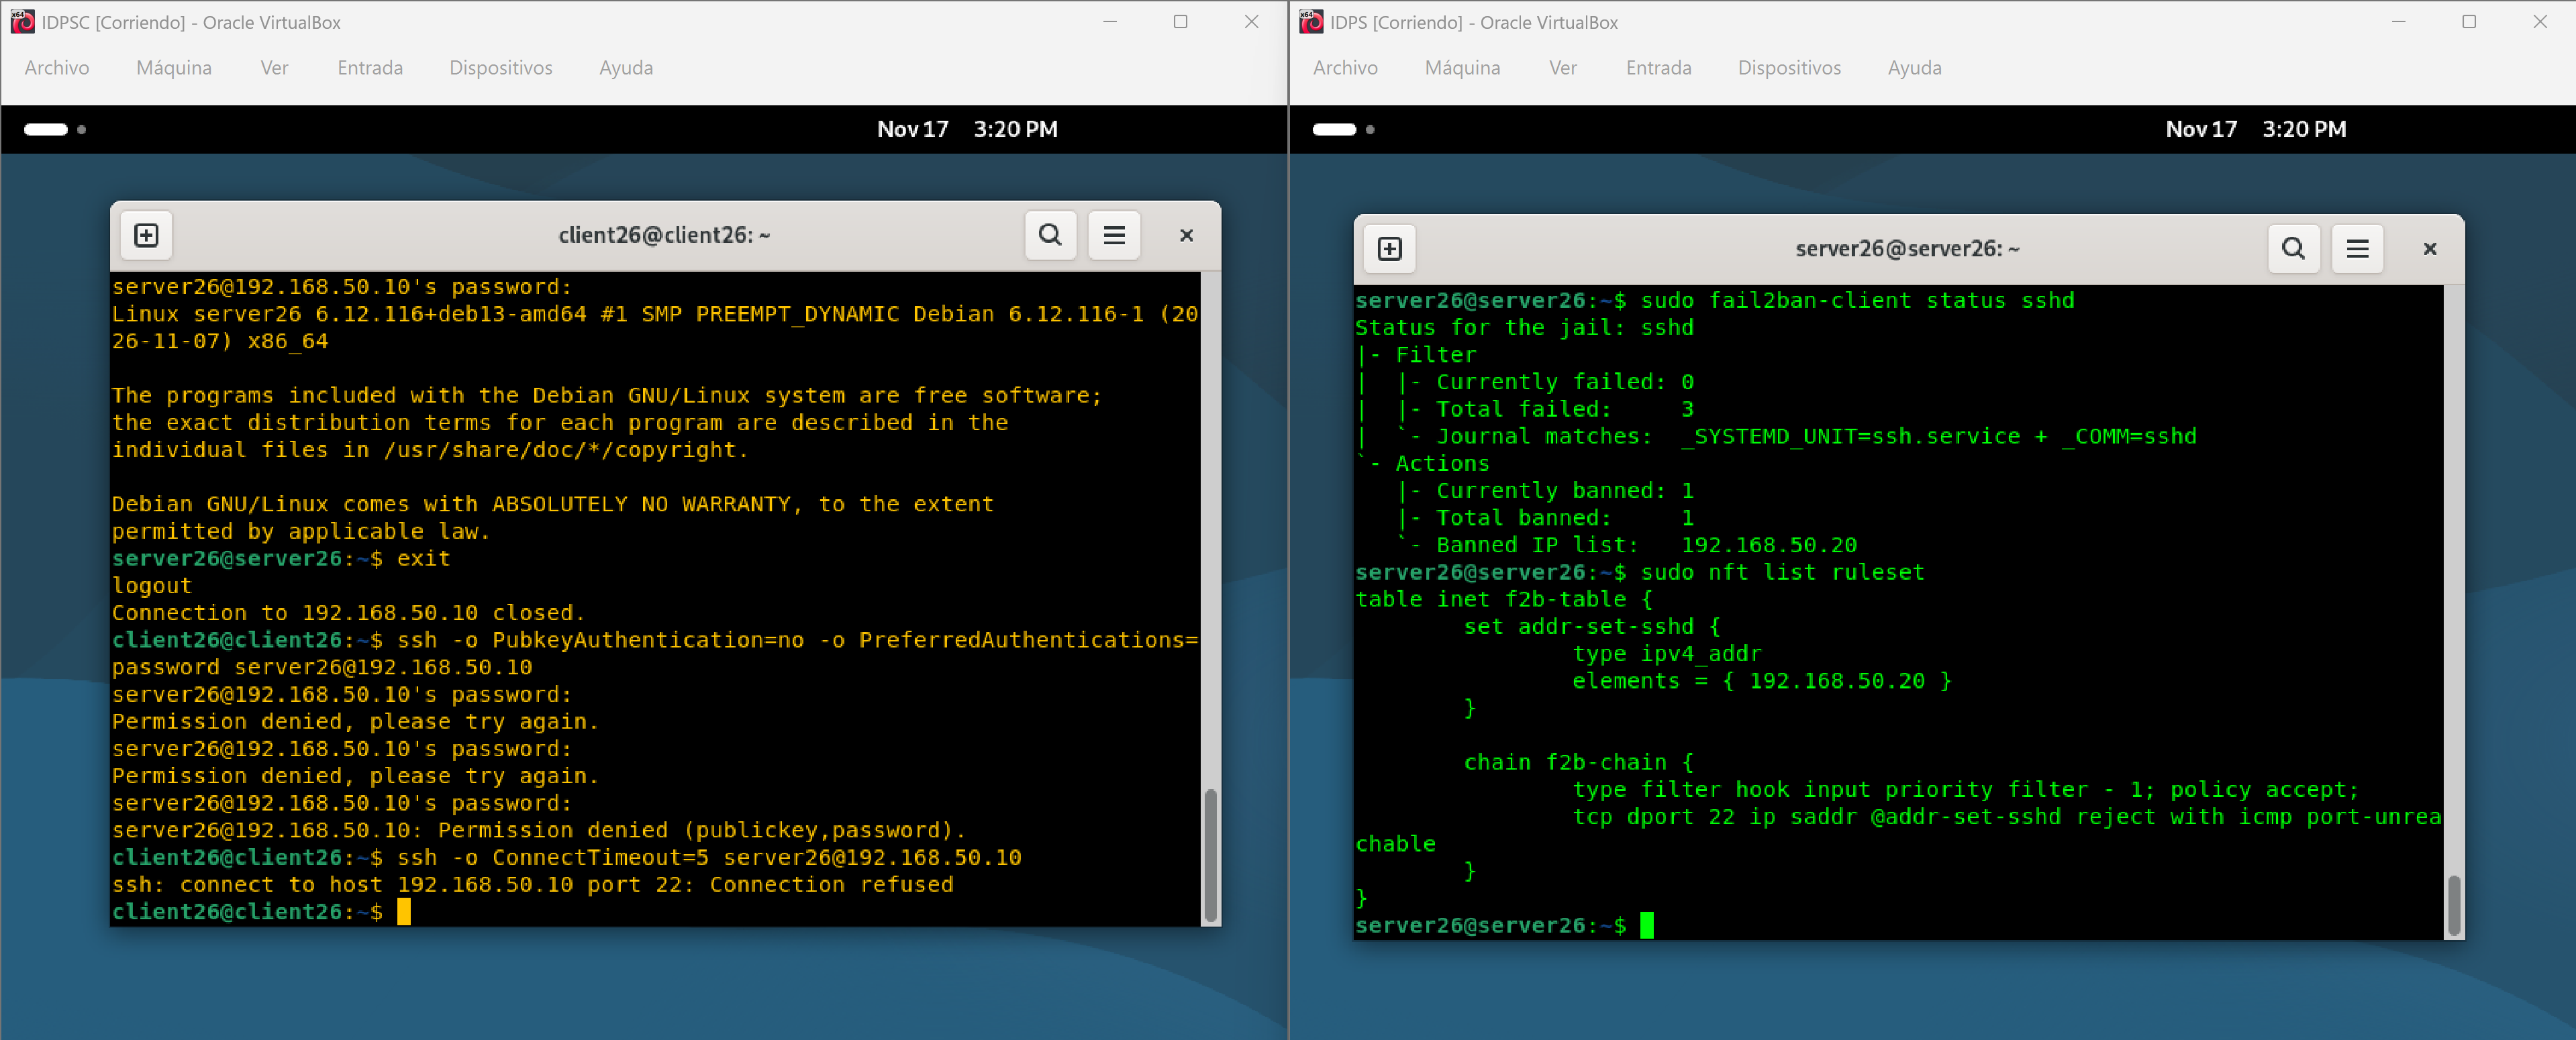 IDPSC [Corriendo] - Oracle VirtualBox
Archivo Máquina Ver Entrada Dispositivos Ayuda
Nov 17 3:20 PM
client26@client26: ~
server26@192.168.50.10's password:
Linux server26 6.12.116+deb13-amd64 #1 SMP PREEMPT_DYNAMIC Debian 6.12.116-1 (20
26-11-07) x86_64
The programs included with the Debian GNU/Linux system are free software;
the exact distribution terms for each program are described in the
individual files in /usr/share/doc/*/copyright.
Debian GNU/Linux comes with ABSOLUTELY NO WARRANTY, to the extent
permitted by applicable law.
server26@server26:~$ exit
logout
Connection to 192.168.50.10 closed.
client26@client26:~$ ssh -o PubkeyAuthentication=no -o PreferredAuthentications=
password server26@192.168.50.10
server26@192.168.50.10's password:
Permission denied, please try again.
server26@192.168.50.10's password:
Permission denied, please try again.
server26@192.168.50.10's password:
server26@192.168.50.10: Permission denied (publickey,password).
client26@client26:~$ ssh -o ConnectTimeout=5 server26@192.168.50.10
ssh: connect to host 192.168.50.10 port 22: Connection refused
client26@client26:~$
IDPS [Corriendo] - Oracle VirtualBox
Archivo Máquina Ver Entrada Dispositivos Ayuda
Nov 17 3:20 PM
server26@server26: ~
server26@server26:~$ sudo fail2ban-client status sshd
Status for the jail: sshd
|- Filter
|  |- Currently failed: 0
|  |- Total failed:     3
|  `- Journal matches:  _SYSTEMD_UNIT=ssh.service + _COMM=sshd
`- Actions
   |- Currently banned: 1
   |- Total banned:     1
   `- Banned IP list:   192.168.50.20
server26@server26:~$ sudo nft list ruleset
table inet f2b-table {
        set addr-set-sshd {
                type ipv4_addr
                elements = { 192.168.50.20 }
        }
        chain f2b-chain {
                type filter hook input priority filter - 1; policy accept;
                tcp dport 22 ip saddr @addr-set-sshd reject with icmp port-unrea
chable
        }
}
server26@server26:~$